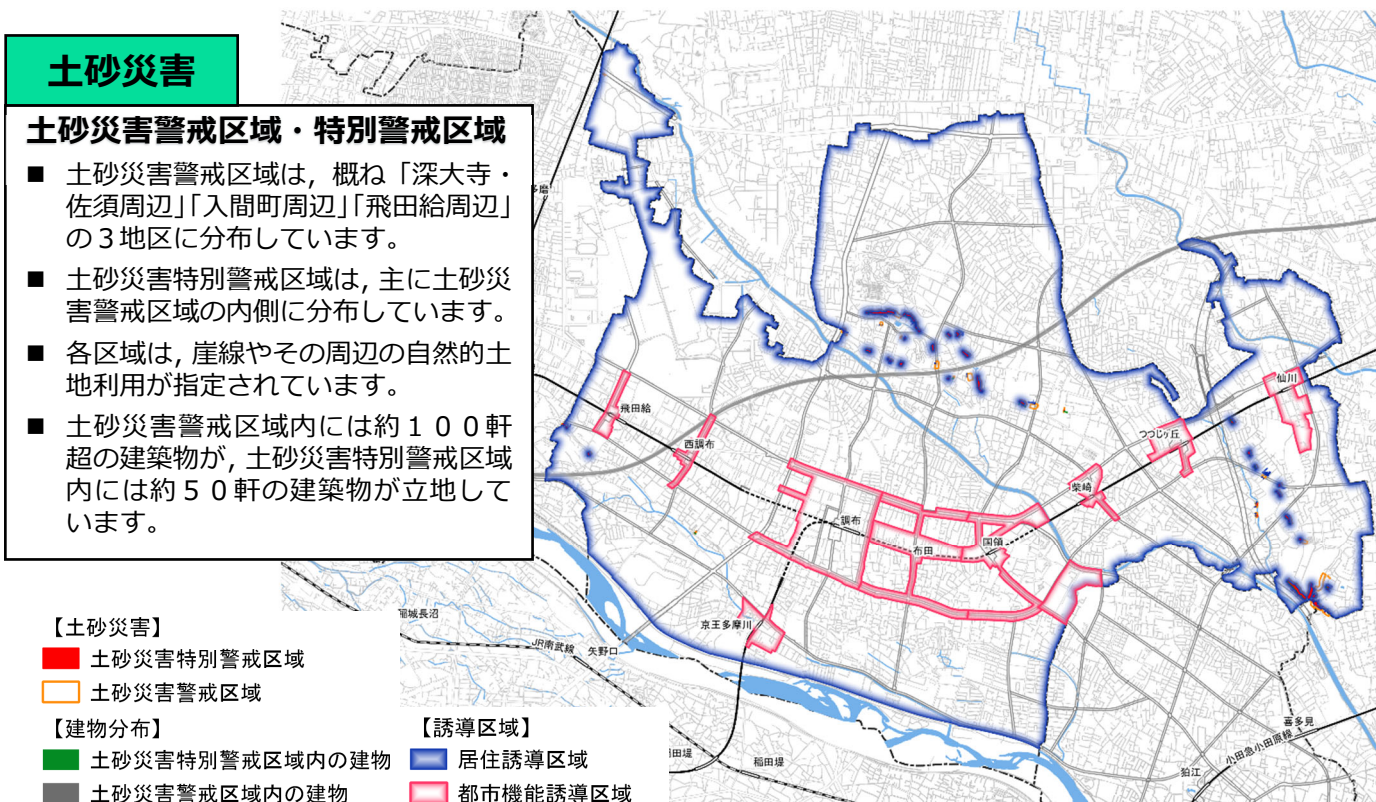 土砂災害
土砂災害警戒区域・特別警戒区域
■ 土砂災害警戒区域は，概ね「深大寺・
佐須周辺」「入間町周辺」「飛田給周辺」
の３地区に分布しています。
■ 土砂災害特別警戒区域は，主に土砂災
害警戒区域の内側に分布しています。
■ 各区域は，崖線やその周辺の自然的土
地利用が指定されています。
■ 土砂災害警戒区域内には約１００軒
超の建築物が，土砂災害特別警戒区域
内には約５０軒の建築物が立地して
います。
多磨
飛田給
西調布
調布
布田
国領
柴崎
つつじヶ丘
仙川
京王多摩川
稲城長沼
JR南武線
矢野口
稲田堤
稲田堤
狛江
喜多見
小田急小田原線
【土砂災害】
土砂災害特別警戒区域
土砂災害警戒区域
【建物分布】
土砂災害特別警戒区域内の建物
土砂災害警戒区域内の建物
【誘導区域】
居住誘導区域
都市機能誘導区域